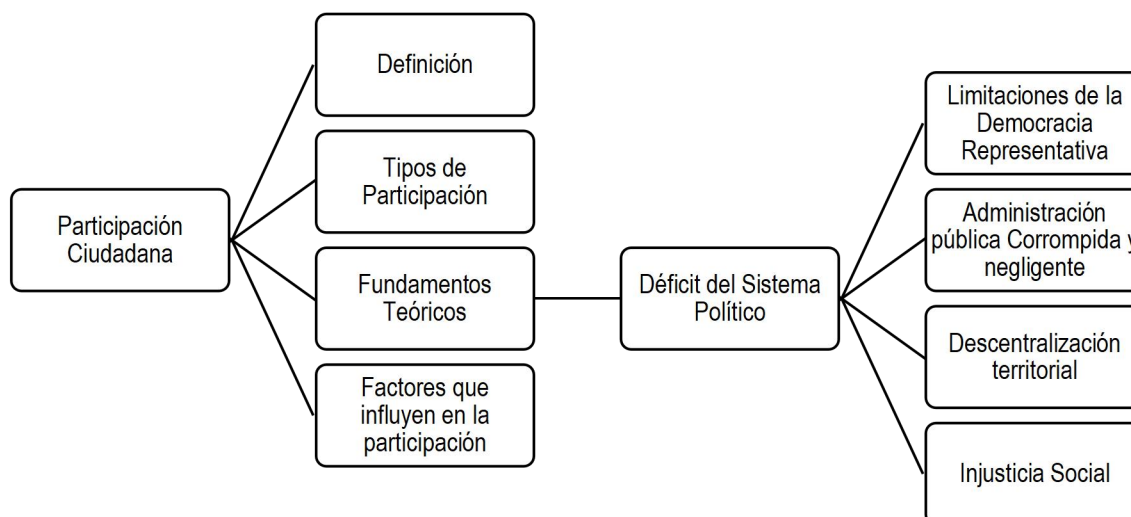 Participación
Ciudadana
Definición
Tipos de
Participación
Fundamentos
Teóricos
Factores que
influyen en la
participación
Déficit del Sistema
Político
Limitaciones de la
Democracia
Representativa
Administración
pública Corrompida y
negligente
Descentralización
territorial
Injusticia Social